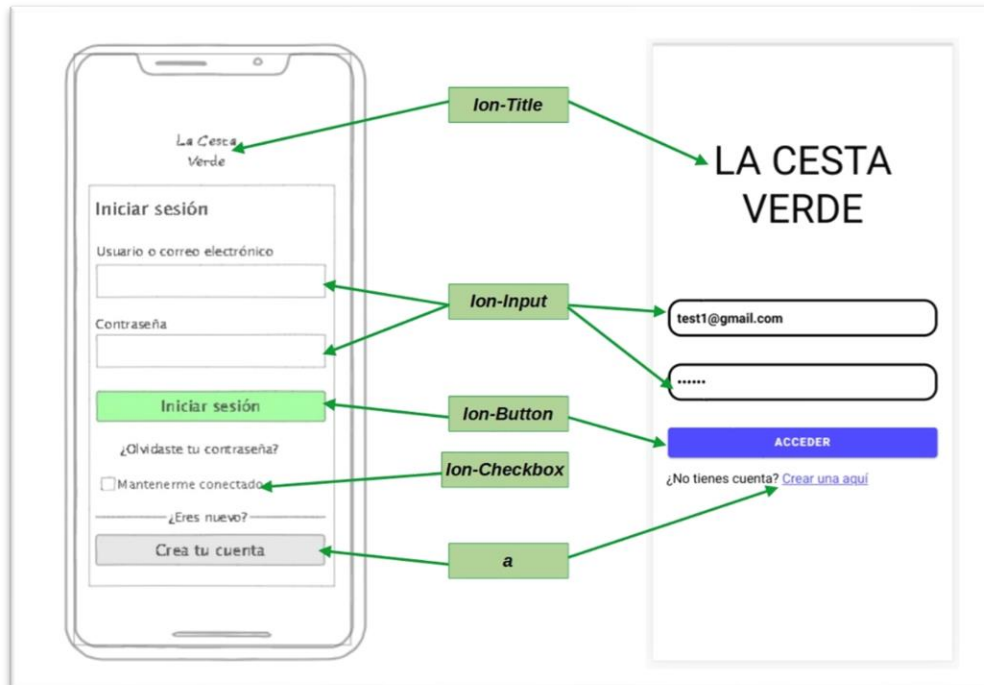 La Cesta
Verde
Iniciar sesión
Usuario o correo electrónico
Contraseña
Iniciar sesión
¿Olvidaste tu contraseña?
Mantenerme conectado
¿Eres nuevo?
Crea tu cuenta
Ion-Title
Ion-Input
Ion-Button
Ion-Checkbox
a
LA CESTA
VERDE
test1@gmail.com
••••••
ACCEDER
¿No tienes cuenta? Crear una aquí